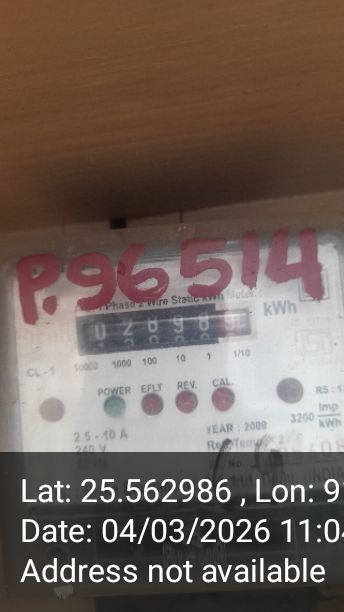 P.96514
Phase 2 Wire Static kWh Meter
kWh
CL - 1
10000 1000 100 10 1 1/10
POWER EFLT REV. CAL.
3200 Imp/kWh
2.5 - 10 A
YEAR : 2009
240 V
Lat: 25.562986 , Lon: 9
Date: 04/03/2026 11:04
Address not available